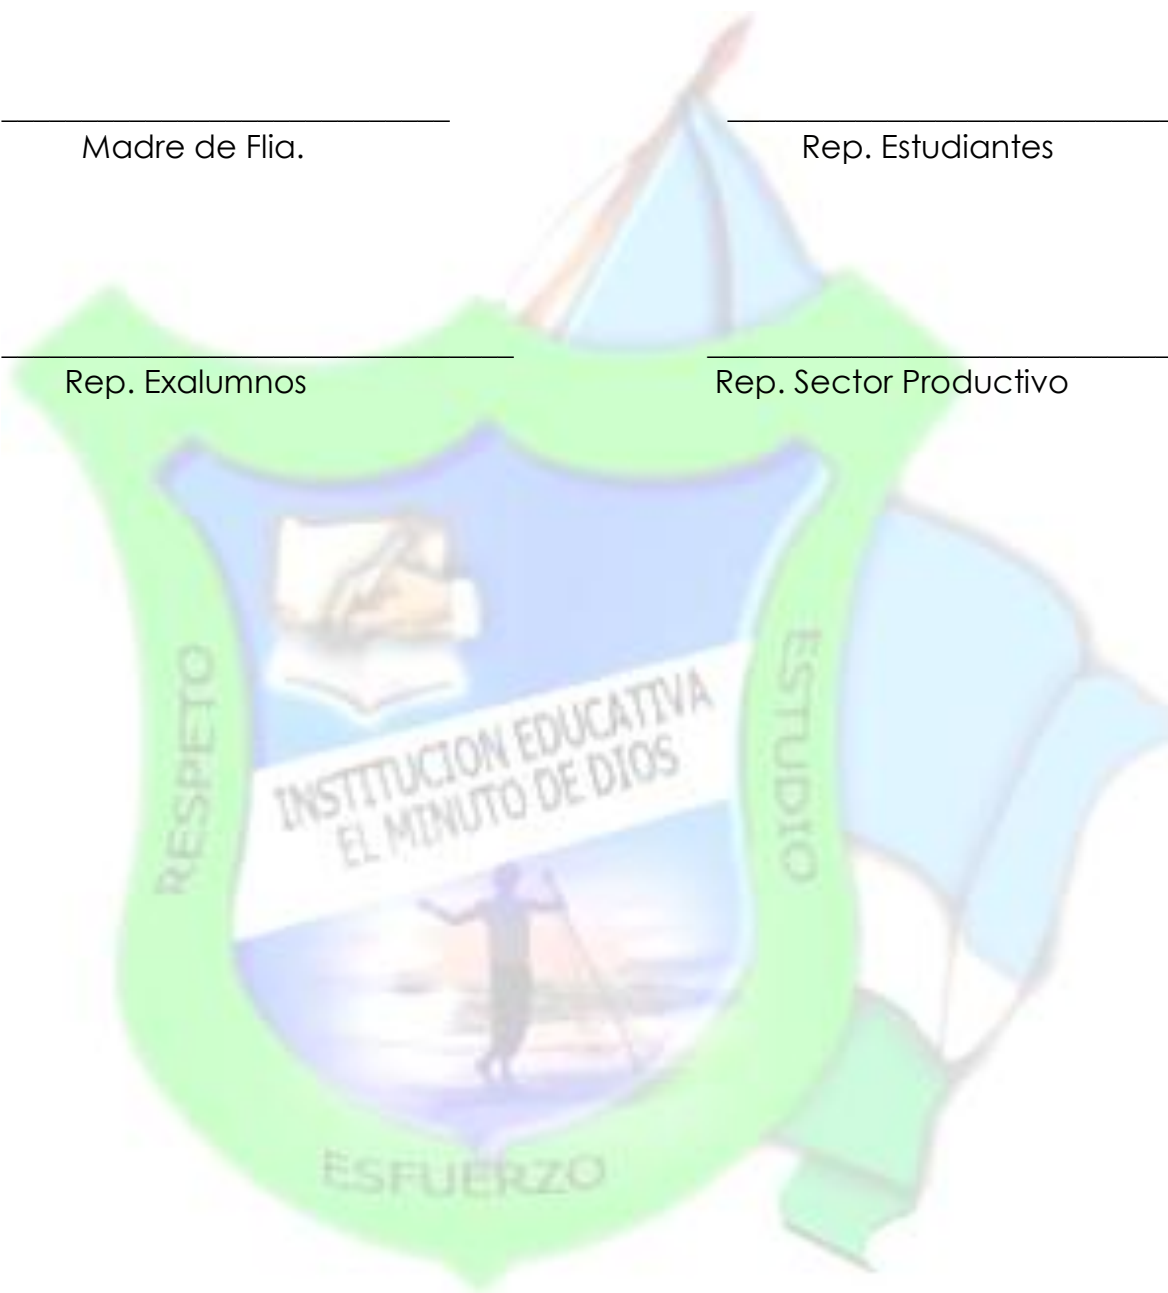 Madre de Flia.
Rep. Estudiantes
Rep. Exalumnos
Rep. Sector Productivo
RESPETO
ESTUDIO
INSTITUCION EDUCATIVA
EL MINUTO DE DIOS
ESFUERZO